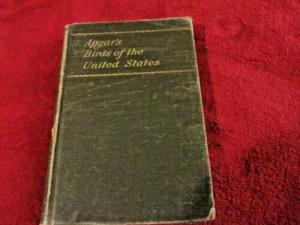 Apgar's
Birds of the
United States